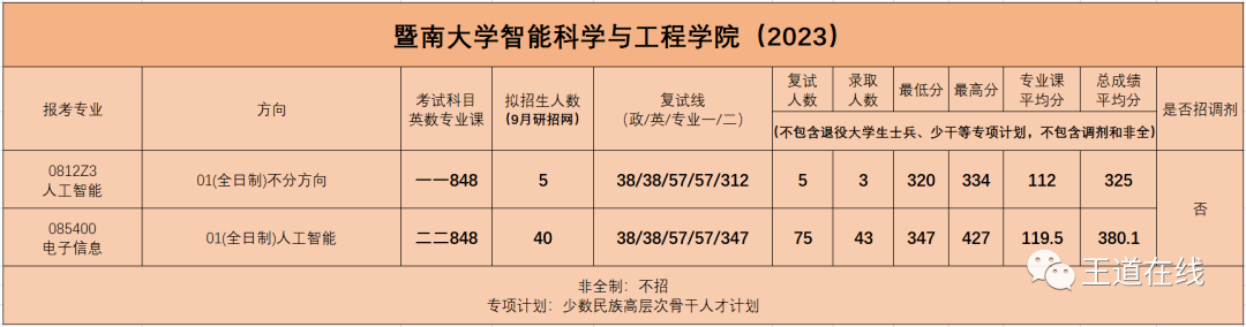 暨南大学智能科学与工程学院（2023）
报考专业 方向 考试科目 英数专业课 拟招生人数 (9月研招网) 复试线 (政/英/专业一/二) 复试人数 录取人数 最低分 最高分 专业课平均分 总成绩平均分 是否招调剂
(不包含退役大学生士兵、少干等专项计划，不包含调剂和非全)
0812Z3 人工智能 01(全日制)不分方向 一一848 5 38/38/57/57/312 5 3 320 334 112 325 否
085400 电子信息 01(全日制)人工智能 二二848 40 38/38/57/57/347 75 43 347 427 119.5 380.1
非全制：不招
专项计划：少数民族高层次骨干人才计划
王道在线